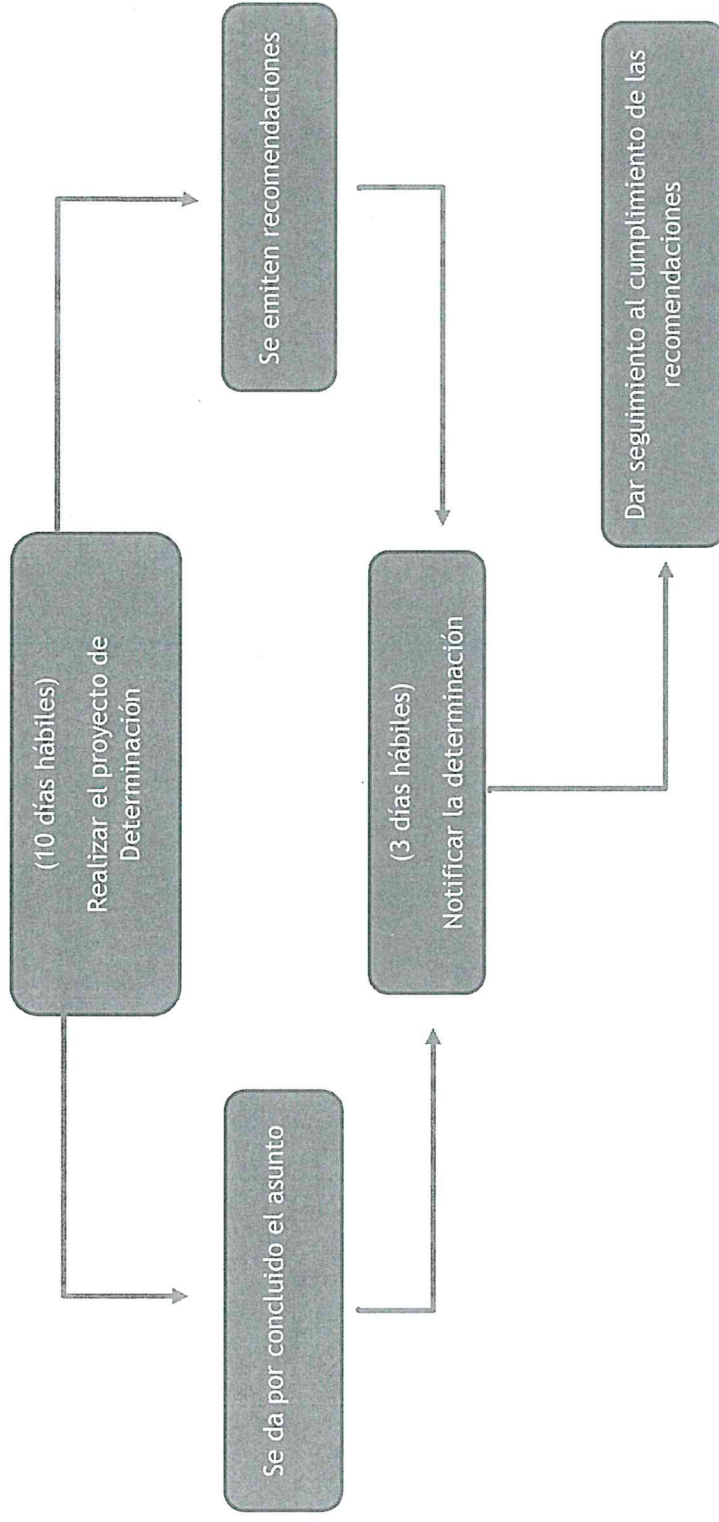 (10 días hábiles)
Realizar el proyecto de
Determinación
Se da por concluido el asunto
Se emiten recomendaciones
(3 días hábiles)
Notificar la determinación
Dar seguimiento al cumplimiento de las
recomendaciones